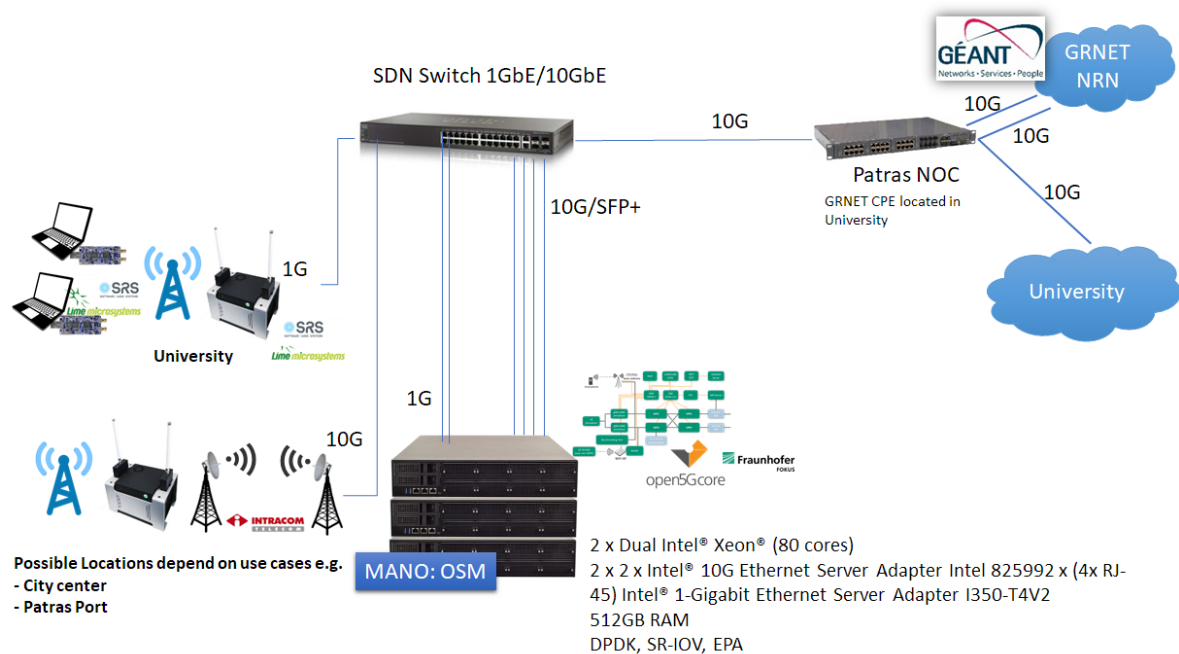 GÉANT
Networks • Services • People
GRNET
NRN
SDN Switch 1GbE/10GbE
10G
10G
10G
Patras NOC
GRNET CPE located in
University
10G
10G/SFP+
University
1G
SRS
Lime microsystems
SRS
Lime microsystems
University
1G
10G
INTRACOM
TELECOM
open5Gcore
Fraunhofer
FOKUS
Possible Locations depend on use cases e.g.
- City center
- Patras Port
MANO: OSM
2 x Dual Intel® Xeon® (80 cores)
2 x 2 x Intel® 10G Ethernet Server Adapter Intel 825992 x (4x RJ-
45) Intel® 1-Gigabit Ethernet Server Adapter I350-T4V2
512GB RAM
DPDK, SR-IOV, EPA